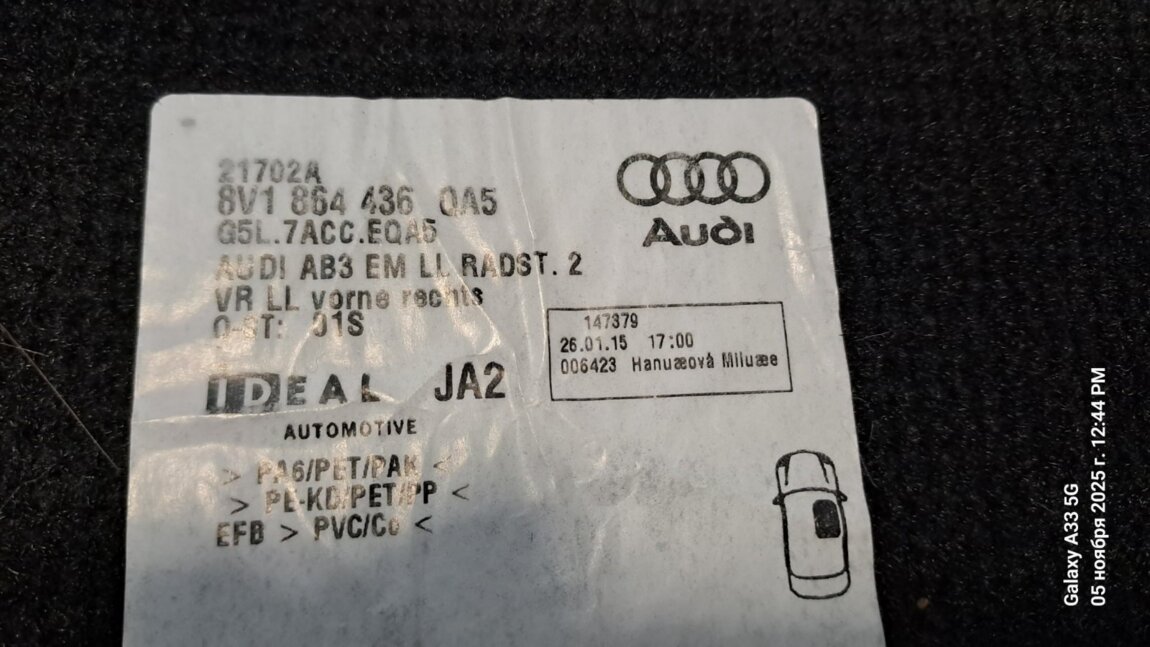 21702A
8V1 864 436 QA5
G5L.7ACC.EQA5
AUDI AB3 EM LL RADST. 2
VR LL vorne rechts
Q-ST: 01S
IDEAL JA2
AUTOMOTIVE
> PA6/PET/PAK <
> PE-KD/PET/PP <
EFB > PVC/Co <
Audi
147379
26.01.15 17:00
006423 Hanuæová Miluæe
Galaxy A33 5G
05 ноября 2025 г. 12:44 PM